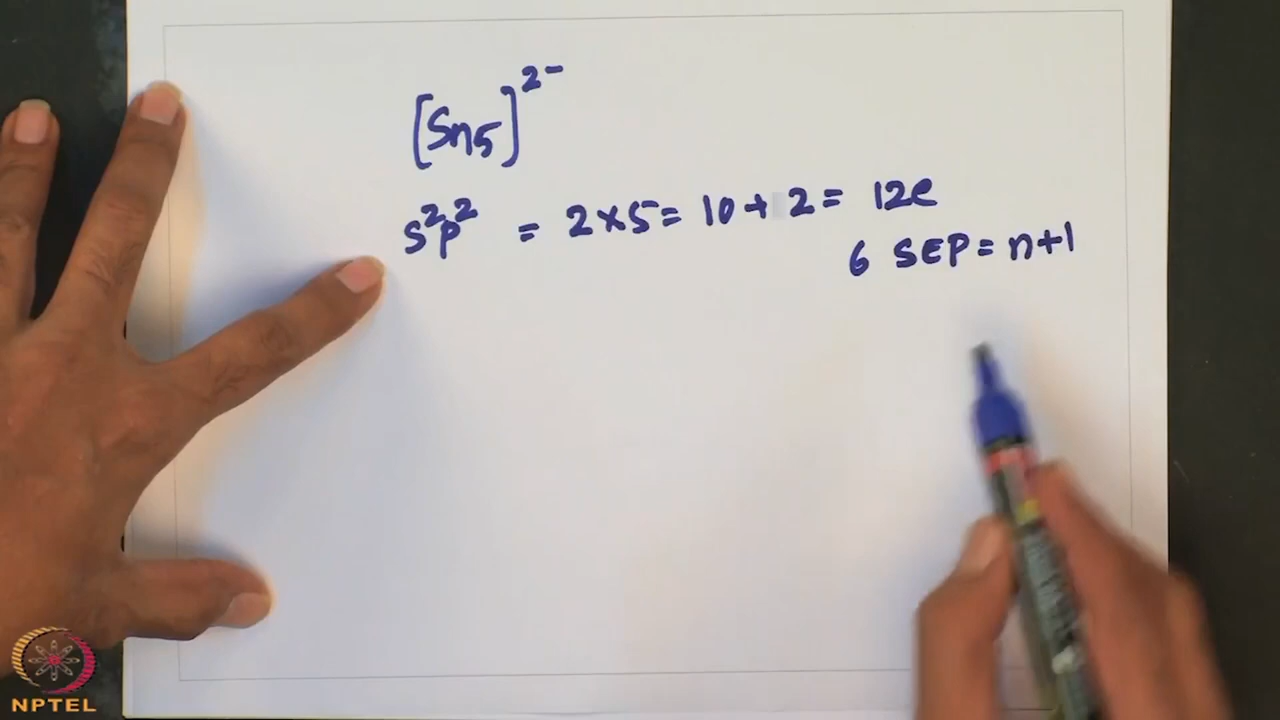 [Sn₅]²⁻
s²p² = 2×5 = 10 + 2 = 12e
6 SEP = n+1
NPTEL